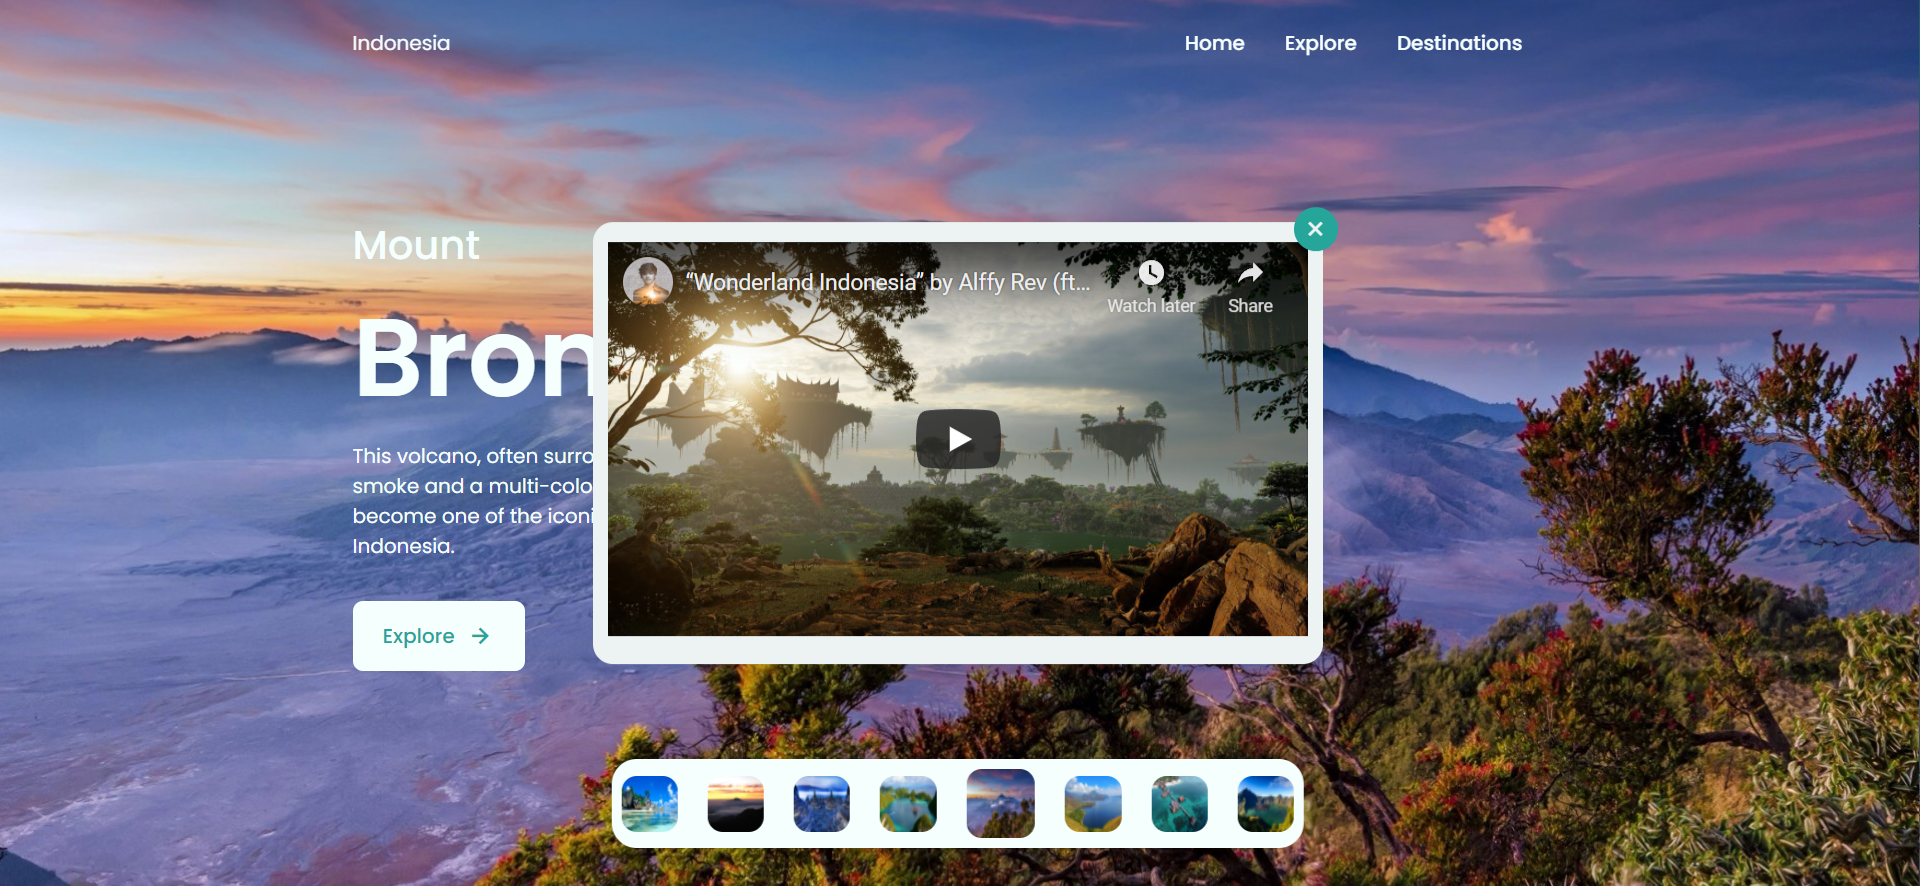 Indonesia
Home
Explore
Destinations
Mount
Bron
This volcano, often surro
smoke and a multi-colo
become one of the iconi
Indonesia.
Explore
“Wonderland Indonesia” by Alffy Rev (ft...
Watch later
Share